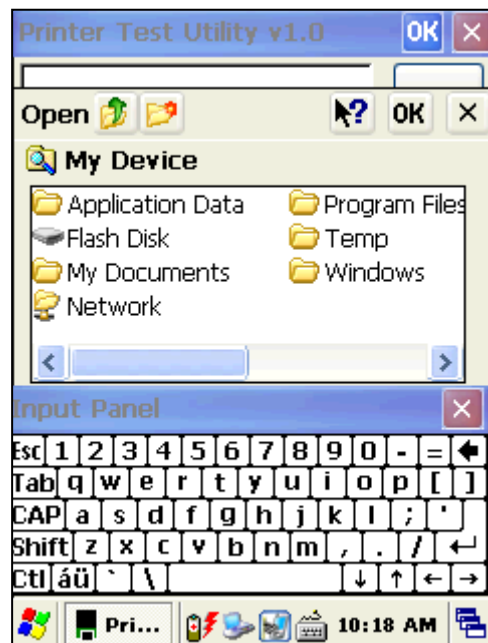 Printer Test Utility v1.0 OK ×
Open ? OK ×
My Device
Application Data Program Files
Flash Disk Temp
My Documents Windows
Network
Input Panel ×
Esc 1 2 3 4 5 6 7 8 9 0 - =
Tab q w e r t y u i o p [ ]
CAP a s d f g h j k l ; '
Shift z x c v b n m , . /
Ctl áü ` \
Pri... 10:18 AM